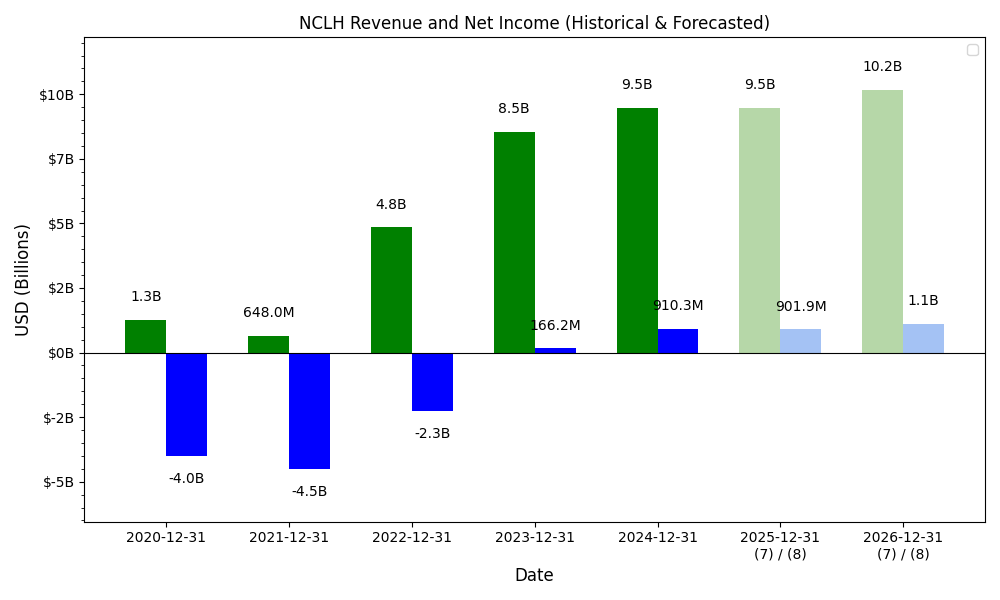 NCLH Revenue and Net Income (Historical & Forecasted)
USD (Billions)
$10B
$7B
$5B
$2B
$0B
$-2B
$-5B
1.3B
648.0M
4.8B
8.5B
9.5B
9.5B
10.2B
-4.0B
-4.5B
-2.3B
166.2M
910.3M
901.9M
1.1B
2020-12-31
2021-12-31
2022-12-31
2023-12-31
2024-12-31
2025-12-31
(7) / (8)
2026-12-31
(7) / (8)
Date